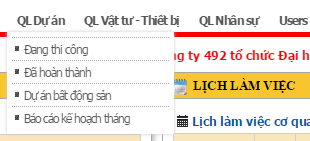 QL Dự án QL Vật tư - Thiết bị QL Nhân sự Users
Đang thi công
Đã hoàn thành
Dự án bất động sản
Báo cáo kế hoạch tháng
ty 492 tổ chức Đại
LỊCH LÀM VIỆC
Lịch làm việc cơ